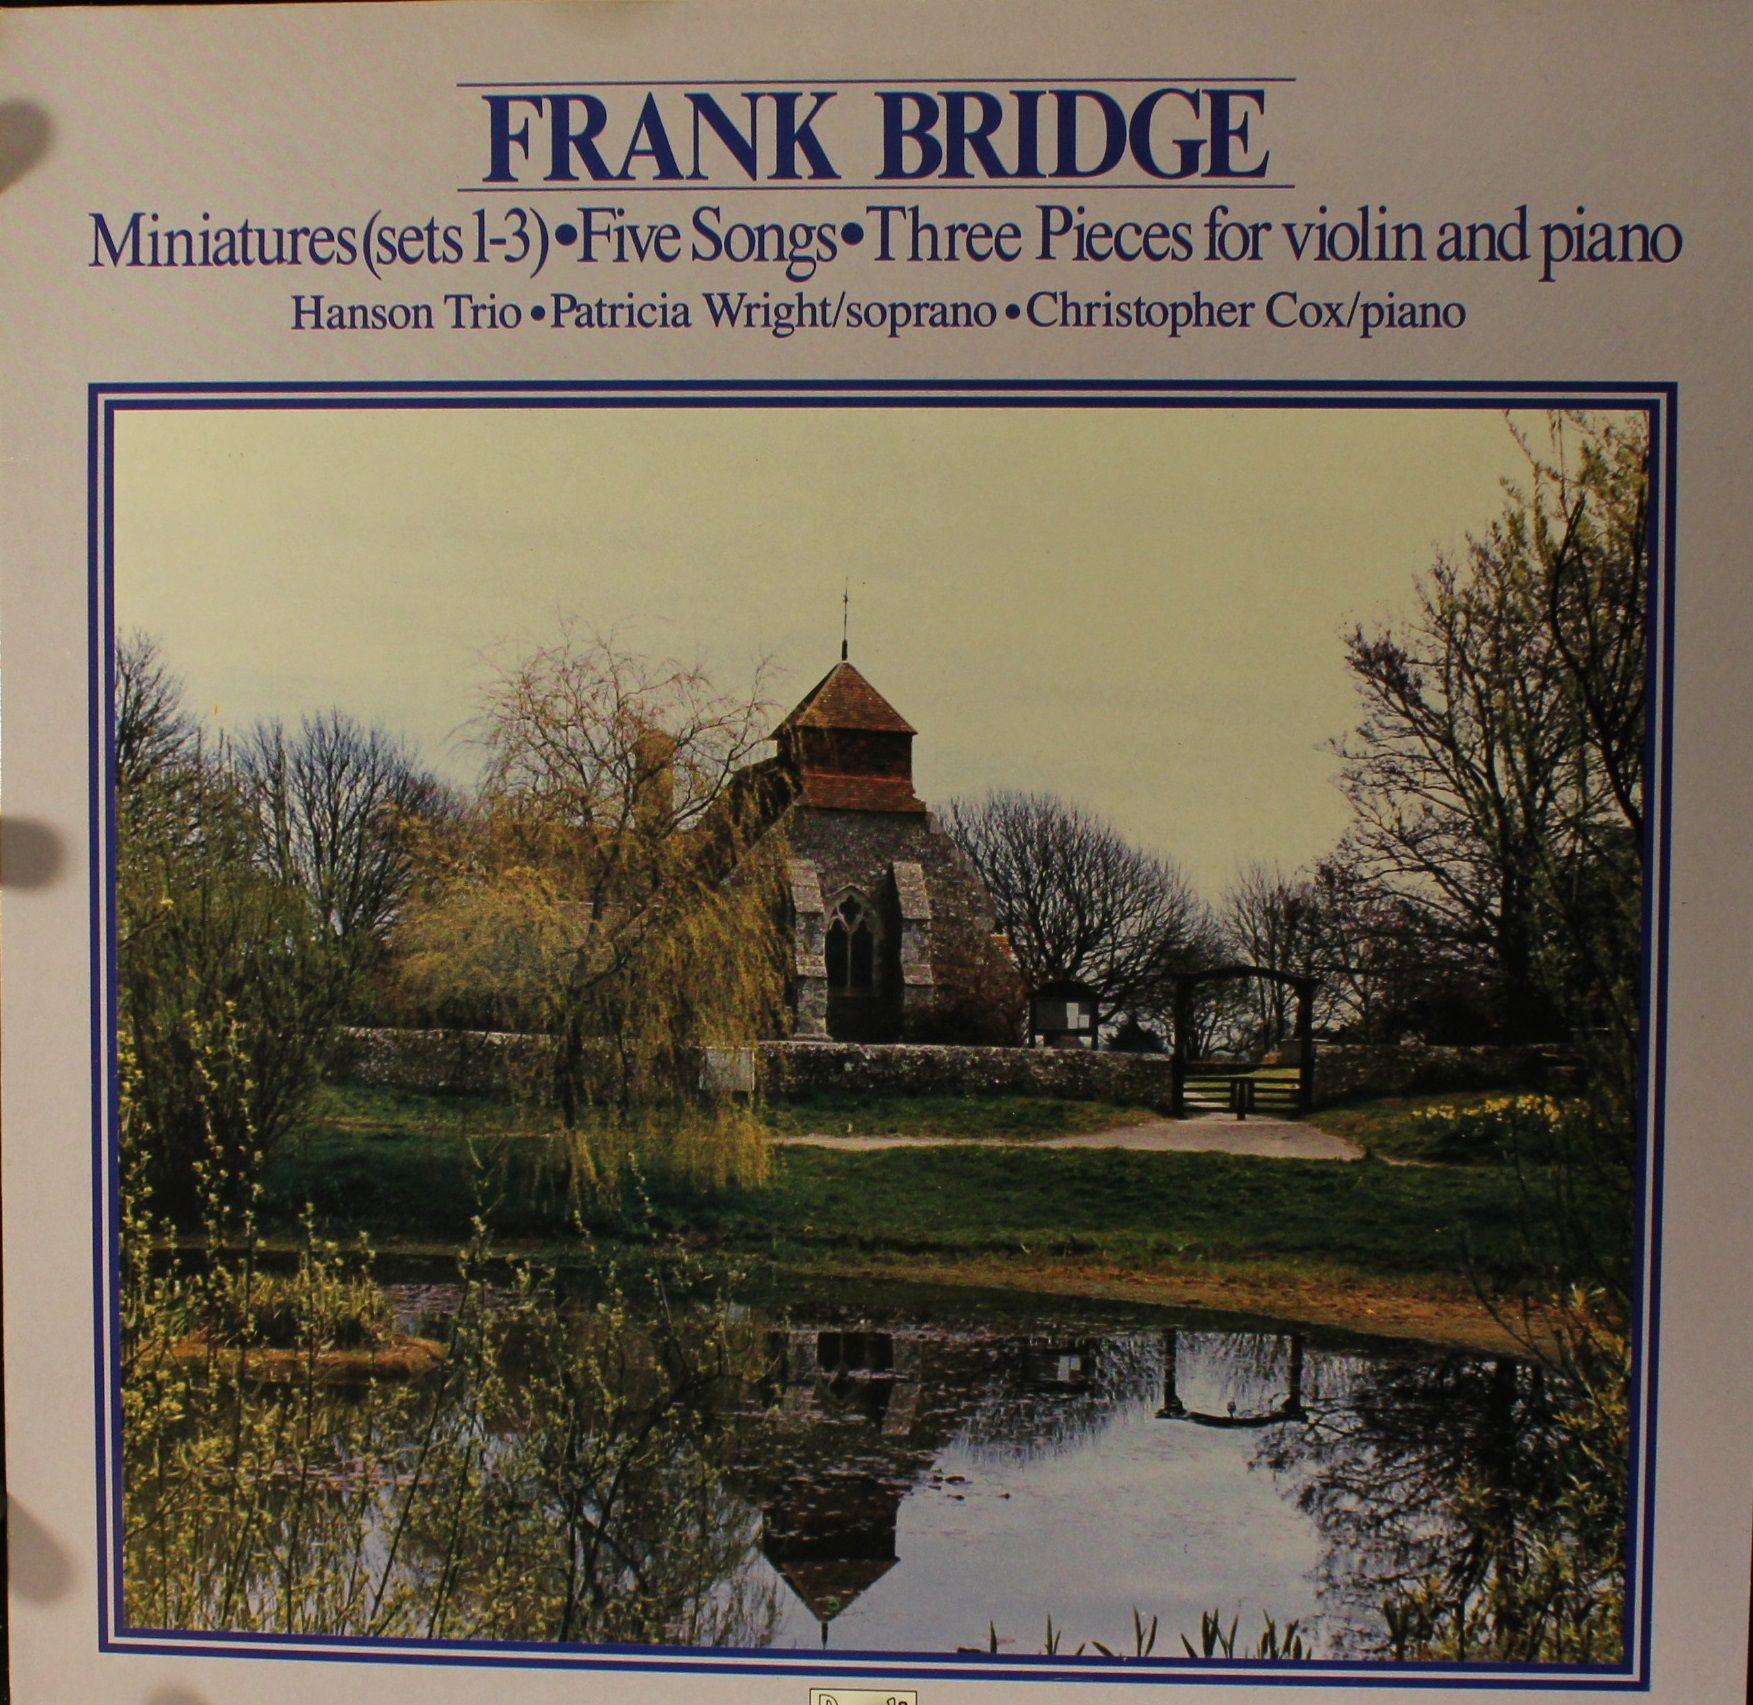 FRANK BRIDGE
Miniatures (sets 1-3)•Five Songs•Three Pieces for violin and piano
Hanson Trio•Patricia Wright/soprano•Christopher Cox/piano